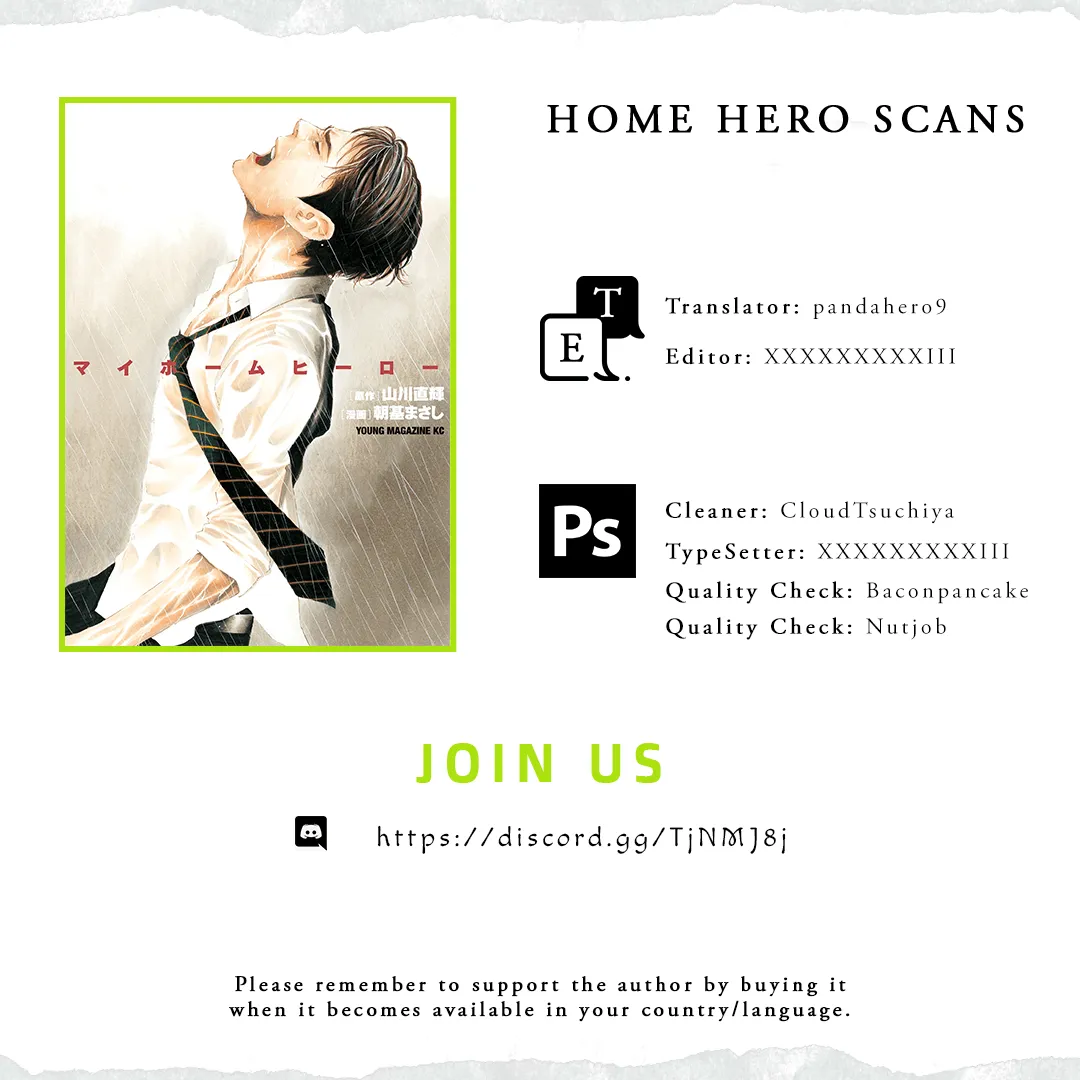 HOME HERO SCANS
マイホームヒーロー
[原作]山川直輝
[漫画]朝基まさし
YOUNG MAGAZINE KC
T
E
Translator: pandahero9
Editor: XXXXXXXXXIII
Ps
Cleaner: CloudTsuchiya
TypeSetter: XXXXXXXXXIII
Quality Check: Baconpancake
Quality Check: Nutjob
JOIN US
https://discord.gg/TjNMJ8j
Please remember to support the author by buying it
when it becomes available in your country/language.